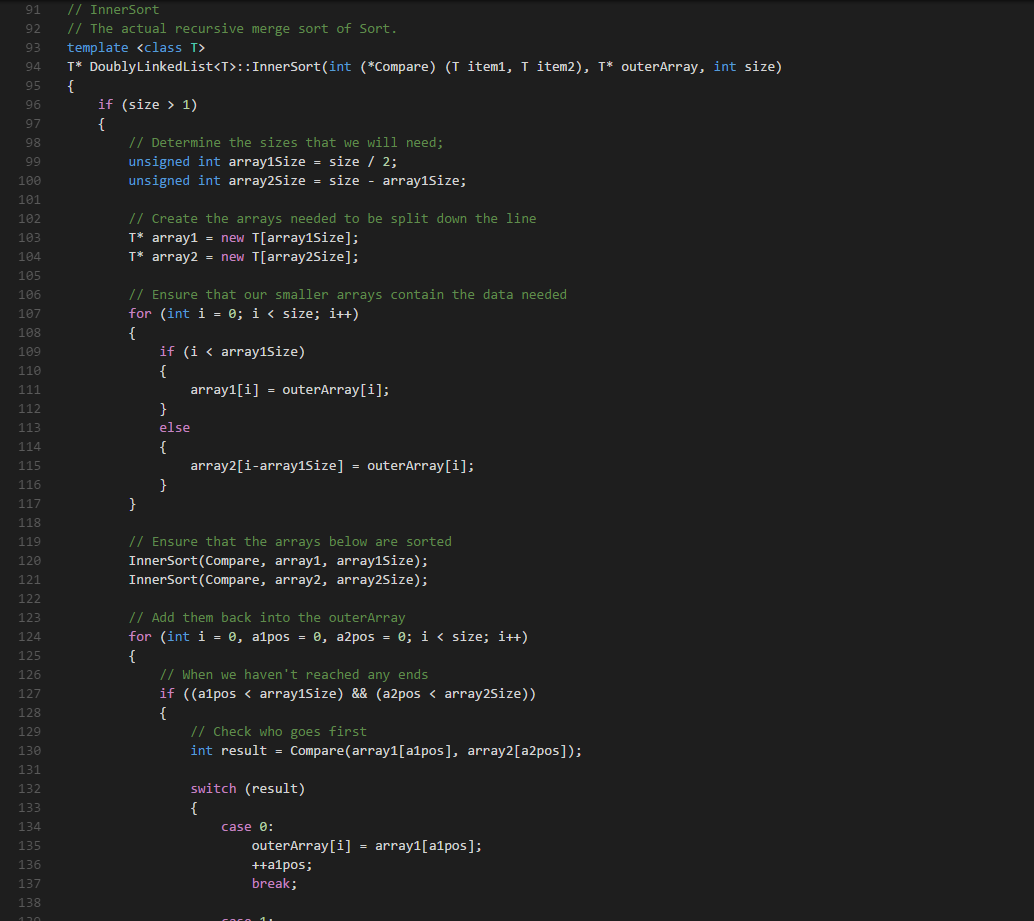 91 // InnerSort
92 // The actual recursive merge sort of Sort.
93 template <class T>
94 T* DoublyLinkedList<T>::InnerSort(int (*Compare) (T item1, T item2), T* outerArray, int size)
95 {
96     if (size > 1)
97     {
98         // Determine the sizes that we will need;
99         unsigned int array1Size = size / 2;
100         unsigned int array2Size = size - array1Size;
101
102         // Create the arrays needed to be split down the line
103         T* array1 = new T[array1Size];
104         T* array2 = new T[array2Size];
105
106         // Ensure that our smaller arrays contain the data needed
107         for (int i = 0; i < size; i++)
108         {
109             if (i < array1Size)
110             {
111                 array1[i] = outerArray[i];
112             }
113             else
114             {
115                 array2[i-array1Size] = outerArray[i];
116             }
117         }
118
119         // Ensure that the arrays below are sorted
120         InnerSort(Compare, array1, array1Size);
121         InnerSort(Compare, array2, array2Size);
122
123         // Add them back into the outerArray
124         for (int i = 0, a1pos = 0, a2pos = 0; i < size; i++)
125         {
126             // When we haven't reached any ends
127             if ((a1pos < array1Size) && (a2pos < array2Size))
128             {
129                 // Check who goes first
130                 int result = Compare(array1[a1pos], array2[a2pos]);
131
132                 switch (result)
133                 {
134                     case 0:
135                         outerArray[i] = array1[a1pos];
136                         ++a1pos;
137                         break;
138
139                     case 1: